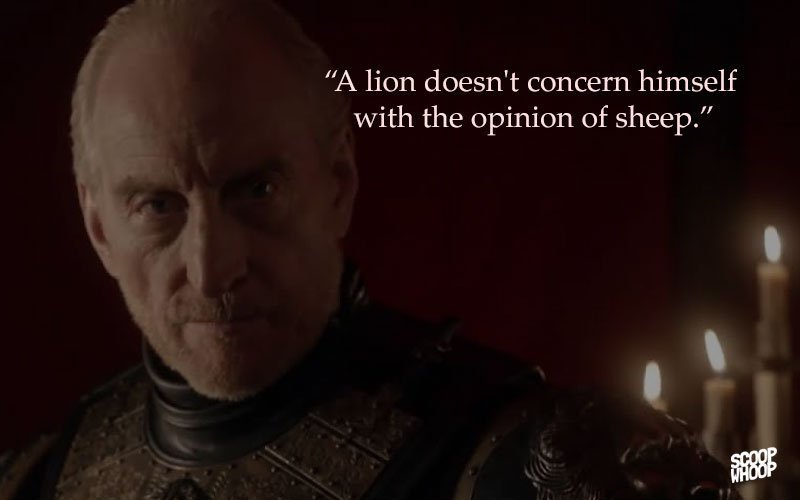 “A lion doesn't concern himself
with the opinion of sheep.”
SCOOP
WHOOP